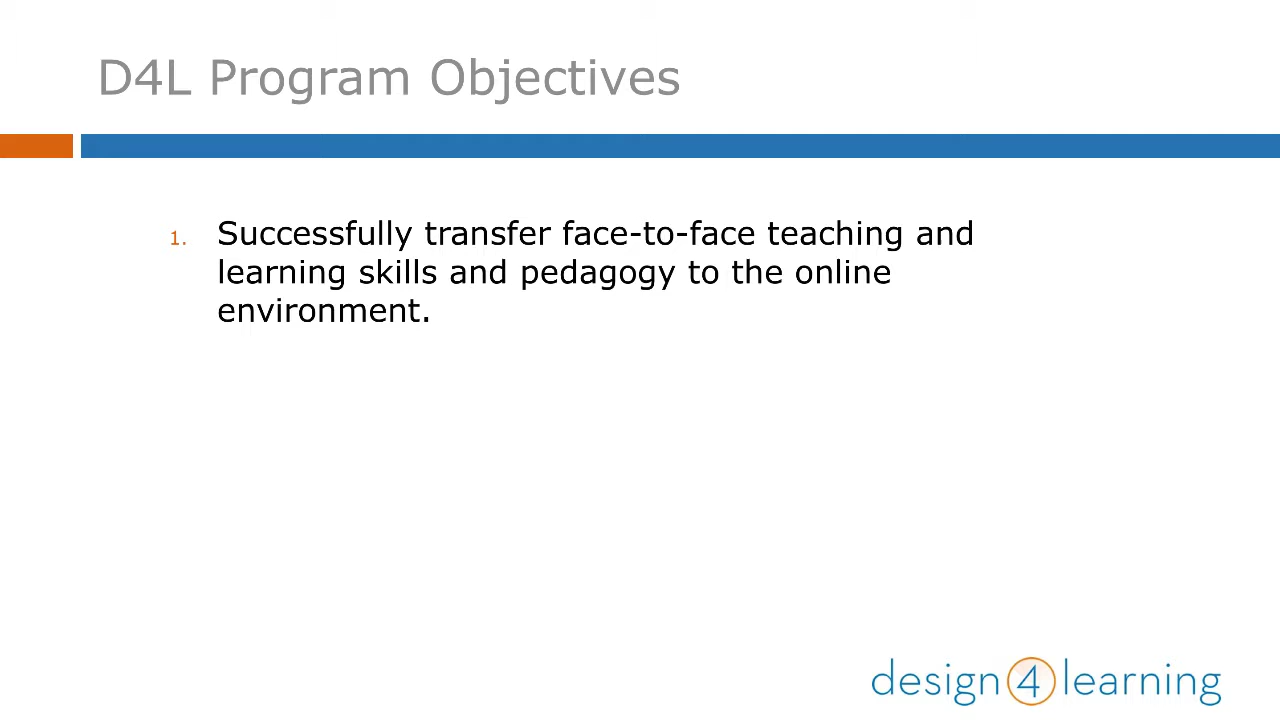 D4L Program Objectives
1. Successfully transfer face-to-face teaching and
learning skills and pedagogy to the online
environment.
design 4 learning